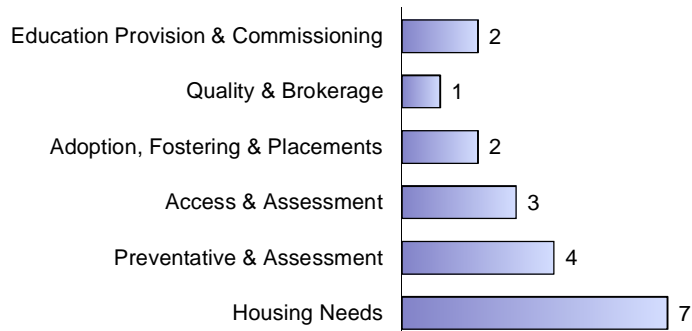 Education Provision & Commissioning 2
Quality & Brokerage 1
Adoption, Fostering & Placements 2
Access & Assessment 3
Preventative & Assessment 4
Housing Needs 7